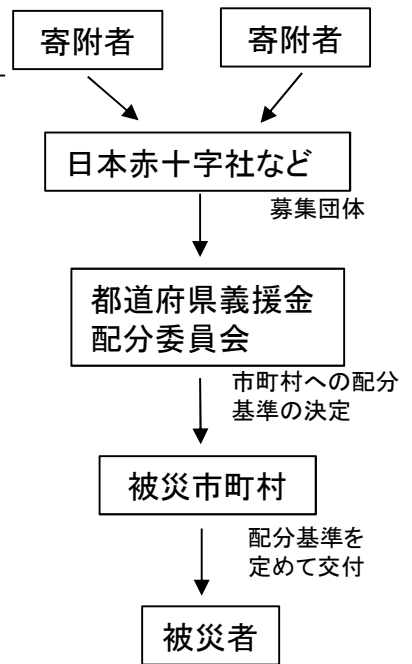 寄附者
寄附者
日本赤十字社など
募集団体
都道府県義援金
配分委員会
市町村への配分
基準の決定
被災市町村
配分基準を
定めて交付
被災者